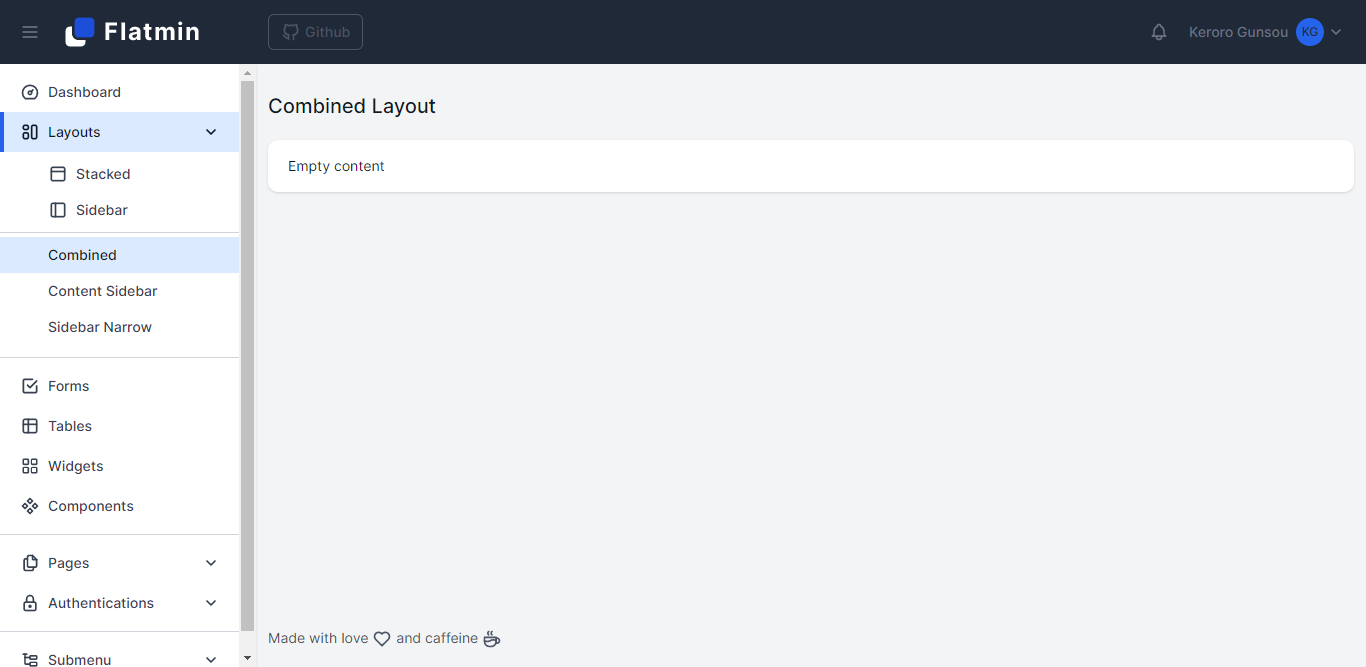 Flatmin
Github
Keroro Gunsou
KG
Dashboard
Layouts
Stacked
Sidebar
Combined
Content Sidebar
Sidebar Narrow
Forms
Tables
Widgets
Components
Pages
Authentications
Submenu
Combined Layout
Empty content
Made with love and caffeine